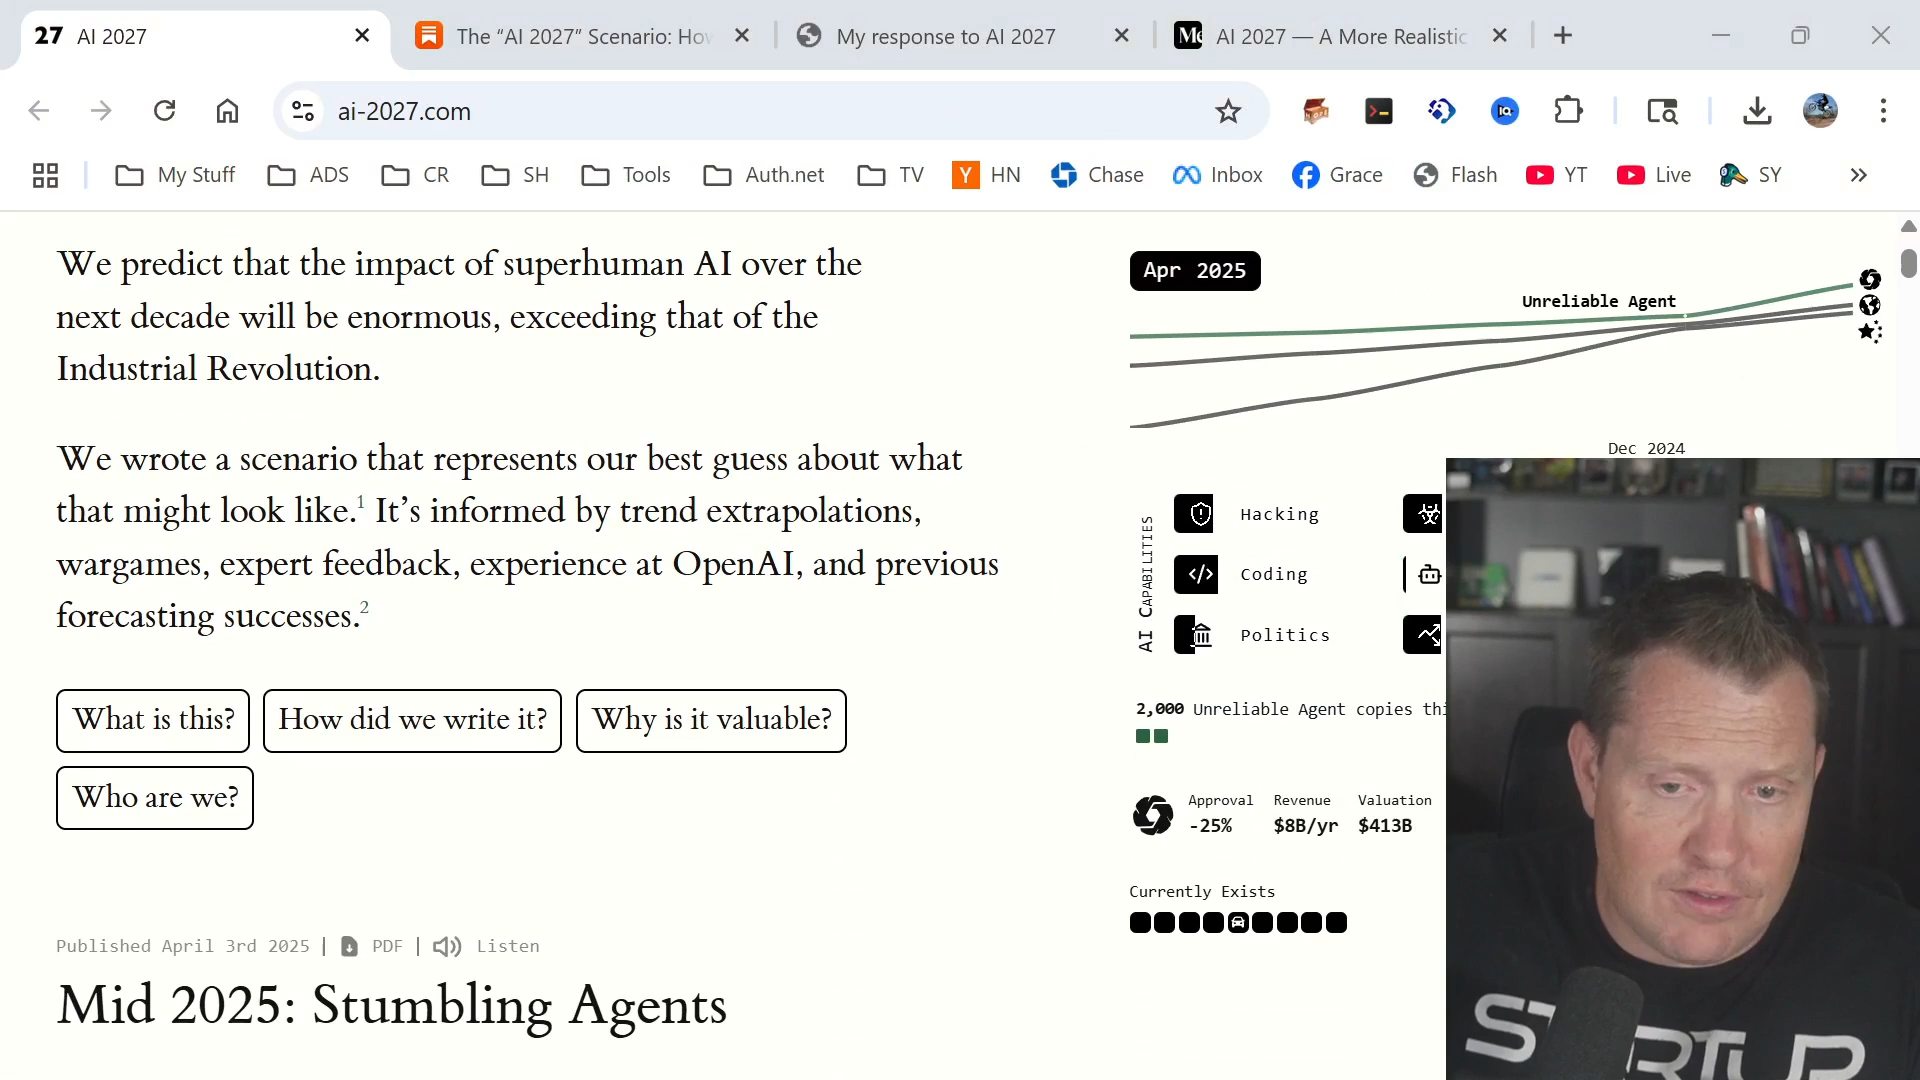 27 AI 2027
The “AI 2027” Scenario: How
My response to AI 2027
AI 2027 — A More Realistic
ai-2027.com
My Stuff ADS CR SH Tools Auth.net TV HN Chase Inbox Grace Flash YT Live SY
We predict that the impact of superhuman AI over the
next decade will be enormous, exceeding that of the
Industrial Revolution.
We wrote a scenario that represents our best guess about what
that might look like.1 It’s informed by trend extrapolations,
wargames, expert feedback, experience at OpenAI, and previous
forecasting successes.2
What is this? How did we write it? Why is it valuable?
Who are we?
Published April 3rd 2025 | PDF | Listen
Mid 2025: Stumbling Agents
Apr 2025
Unreliable Agent
Dec 2024
AI CAPABILITIES
Hacking
Coding
Politics
2,000 Unreliable Agent copies thi
Approval Revenue Valuation
-25% $8B/yr $413B
Currently Exists
STARTUP